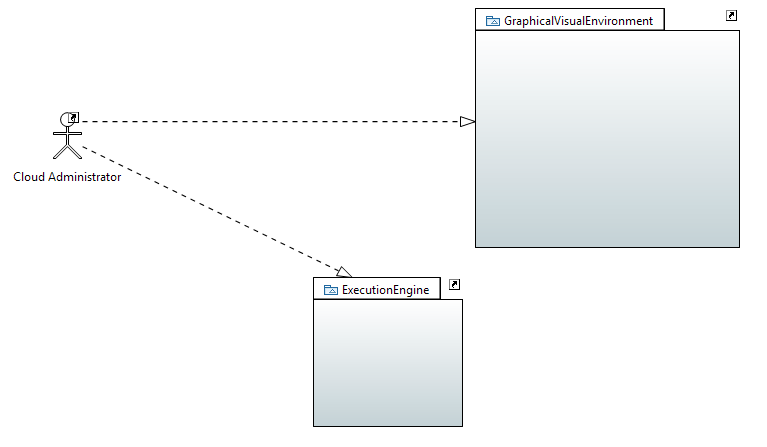 GraphicalVisualEnvironment
Cloud Administrator
ExecutionEngine